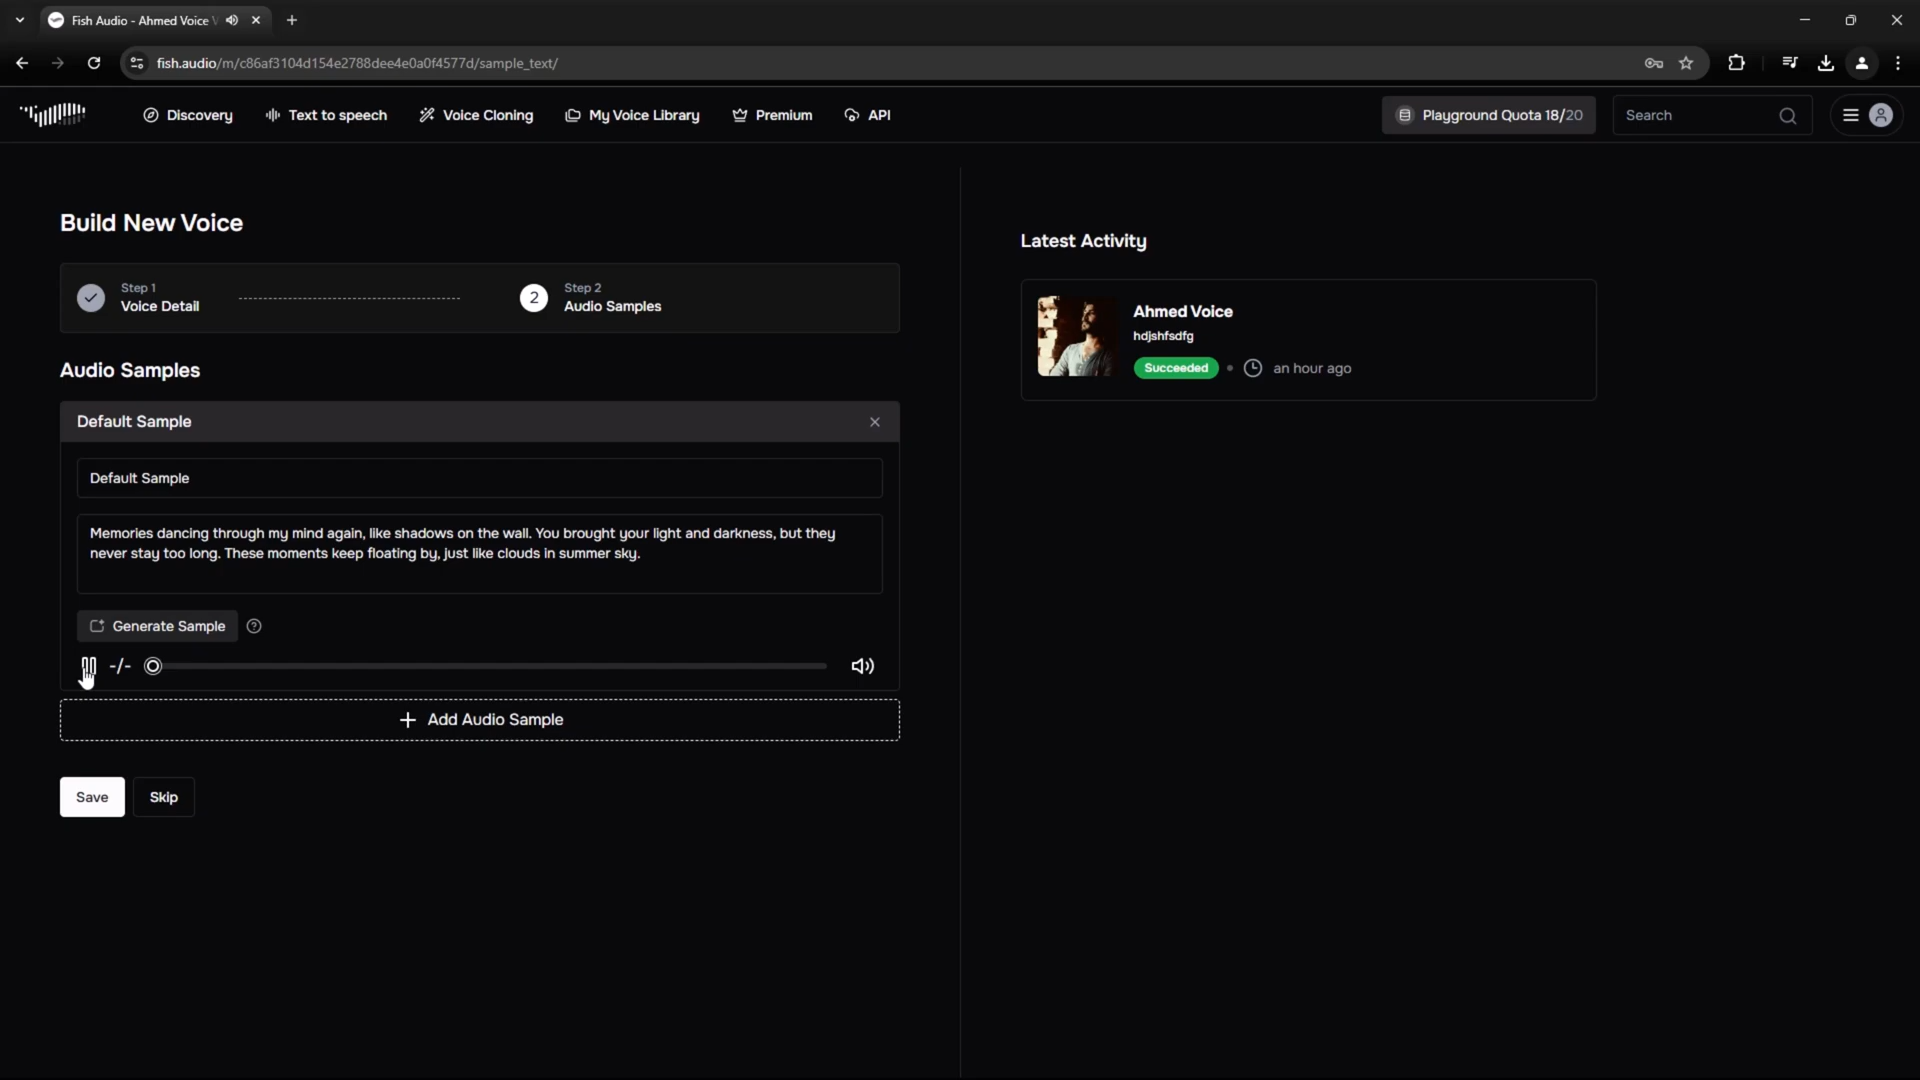 Fish Audio - Ahmed Voice
fish.audio/m/c86af3104d154e2788dee4e0a0f4577d/sample_text/
Discovery
Text to speech
Voice Cloning
My Voice Library
Premium
API
Playground Quota 18/20
Search
Build New Voice
Step 1
Voice Detail
2
Step 2
Audio Samples
Audio Samples
Default Sample
Default Sample
Memories dancing through my mind again, like shadows on the wall. You brought your light and darkness, but they
never stay too long. These moments keep floating by, just like clouds in summer sky.
Generate Sample
-/-
Add Audio Sample
Save
Skip
Latest Activity
Ahmed Voice
hdjshfsdfg
Succeeded
an hour ago